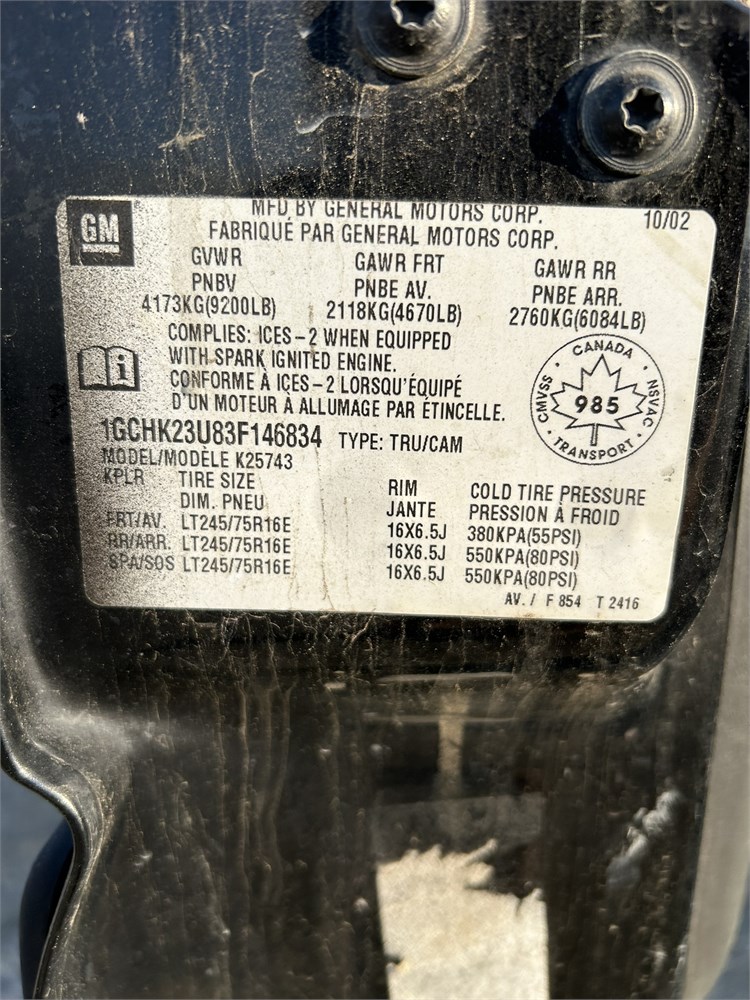 GM
MFD BY GENERAL MOTORS CORP. 10/02
FABRIQUÉ PAR GENERAL MOTORS CORP.
GVWR GAWR FRT GAWR RR
PNBV PNBE AV. PNBE ARR.
4173KG(9200LB) 2118KG(4670LB) 2760KG(6084LB)
COMPLIES: ICES-2 WHEN EQUIPPED
WITH SPARK IGNITED ENGINE.
CONFORME À ICES-2 LORSQU'ÉQUIPÉ
D'UN MOTEUR À ALLUMAGE PAR ÉTINCELLE.
CANADA
CMVSS 985 NSVAC
TRANSPORT
1GCHK23U83F146834 TYPE: TRU/CAM
MODEL/MODÈLE K25743
KPLR TIRE SIZE RIM COLD TIRE PRESSURE
DIM. PNEU JANTE PRESSION À FROID
FRT/AV. LT245/75R16E 16X6.5J 380KPA(55PSI)
RR/ARR. LT245/75R16E 16X6.5J 550KPA(80PSI)
SPA/SOS LT245/75R16E 16X6.5J 550KPA(80PSI)
AV. / F 854 T 2416